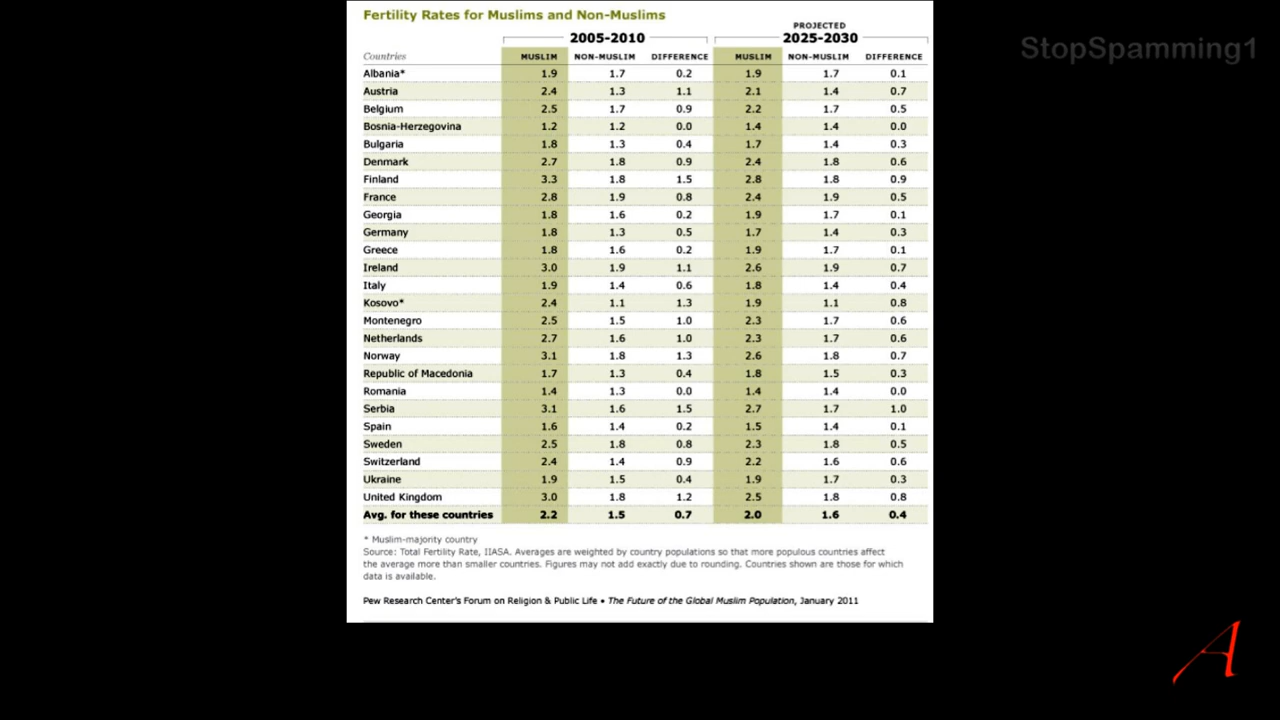 Fertility Rates for Muslims and Non-Muslims
StopSpamming1
PROJECTED
2005-2010 2025-2030
Countries MUSLIM NON-MUSLIM DIFFERENCE MUSLIM NON-MUSLIM DIFFERENCE
Albania* 1.9 1.7 0.2 1.9 1.7 0.1
Austria 2.4 1.3 1.1 2.1 1.4 0.7
Belgium 2.5 1.7 0.9 2.2 1.7 0.5
Bosnia-Herzegovina 1.2 1.2 0.0 1.4 1.4 0.0
Bulgaria 1.8 1.3 0.4 1.7 1.4 0.3
Denmark 2.7 1.8 0.9 2.4 1.8 0.6
Finland 3.3 1.8 1.5 2.8 1.8 0.9
France 2.8 1.9 0.8 2.4 1.9 0.5
Georgia 1.8 1.6 0.2 1.9 1.7 0.1
Germany 1.8 1.3 0.5 1.7 1.4 0.3
Greece 1.8 1.6 0.2 1.9 1.7 0.1
Ireland 3.0 1.9 1.1 2.6 1.9 0.7
Italy 1.9 1.4 0.6 1.8 1.4 0.4
Kosovo* 2.4 1.1 1.3 1.9 1.1 0.8
Montenegro 2.5 1.5 1.0 2.3 1.7 0.6
Netherlands 2.7 1.6 1.0 2.3 1.7 0.6
Norway 3.1 1.8 1.3 2.6 1.8 0.7
Republic of Macedonia 1.7 1.3 0.4 1.8 1.5 0.3
Romania 1.4 1.3 0.0 1.4 1.4 0.0
Serbia 3.1 1.6 1.5 2.7 1.7 1.0
Spain 1.6 1.4 0.2 1.5 1.4 0.1
Sweden 2.5 1.8 0.8 2.3 1.8 0.5
Switzerland 2.4 1.4 0.9 2.2 1.6 0.6
Ukraine 1.9 1.5 0.4 1.9 1.7 0.3
United Kingdom 3.0 1.8 1.2 2.5 1.8 0.8
Avg. for these countries 2.2 1.5 0.7 2.0 1.6 0.4
* Muslim-majority country
Source: Total Fertility Rate, IIASA. Averages are weighted by country populations so that more populous countries affect
the average more than smaller countries. Figures may not add exactly due to rounding. Countries shown are those for which
data is available.
Pew Research Center's Forum on Religion & Public Life • The Future of the Global Muslim Population, January 2011
A